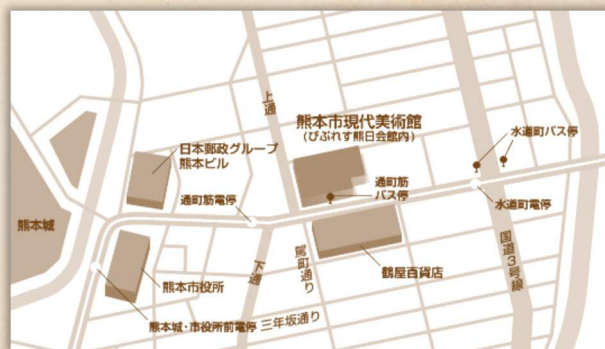 上通
熊本市現代美術館
(びぷれす熊日会館内)
水道町バス停
日本郵政グループ
熊本ビル
通町筋
バス停
通町筋電停
水道町電停
熊本城
国道3号線
駕町通り
下通
鶴屋百貨店
熊本市役所
熊本城・市役所前電停
三年坂通り